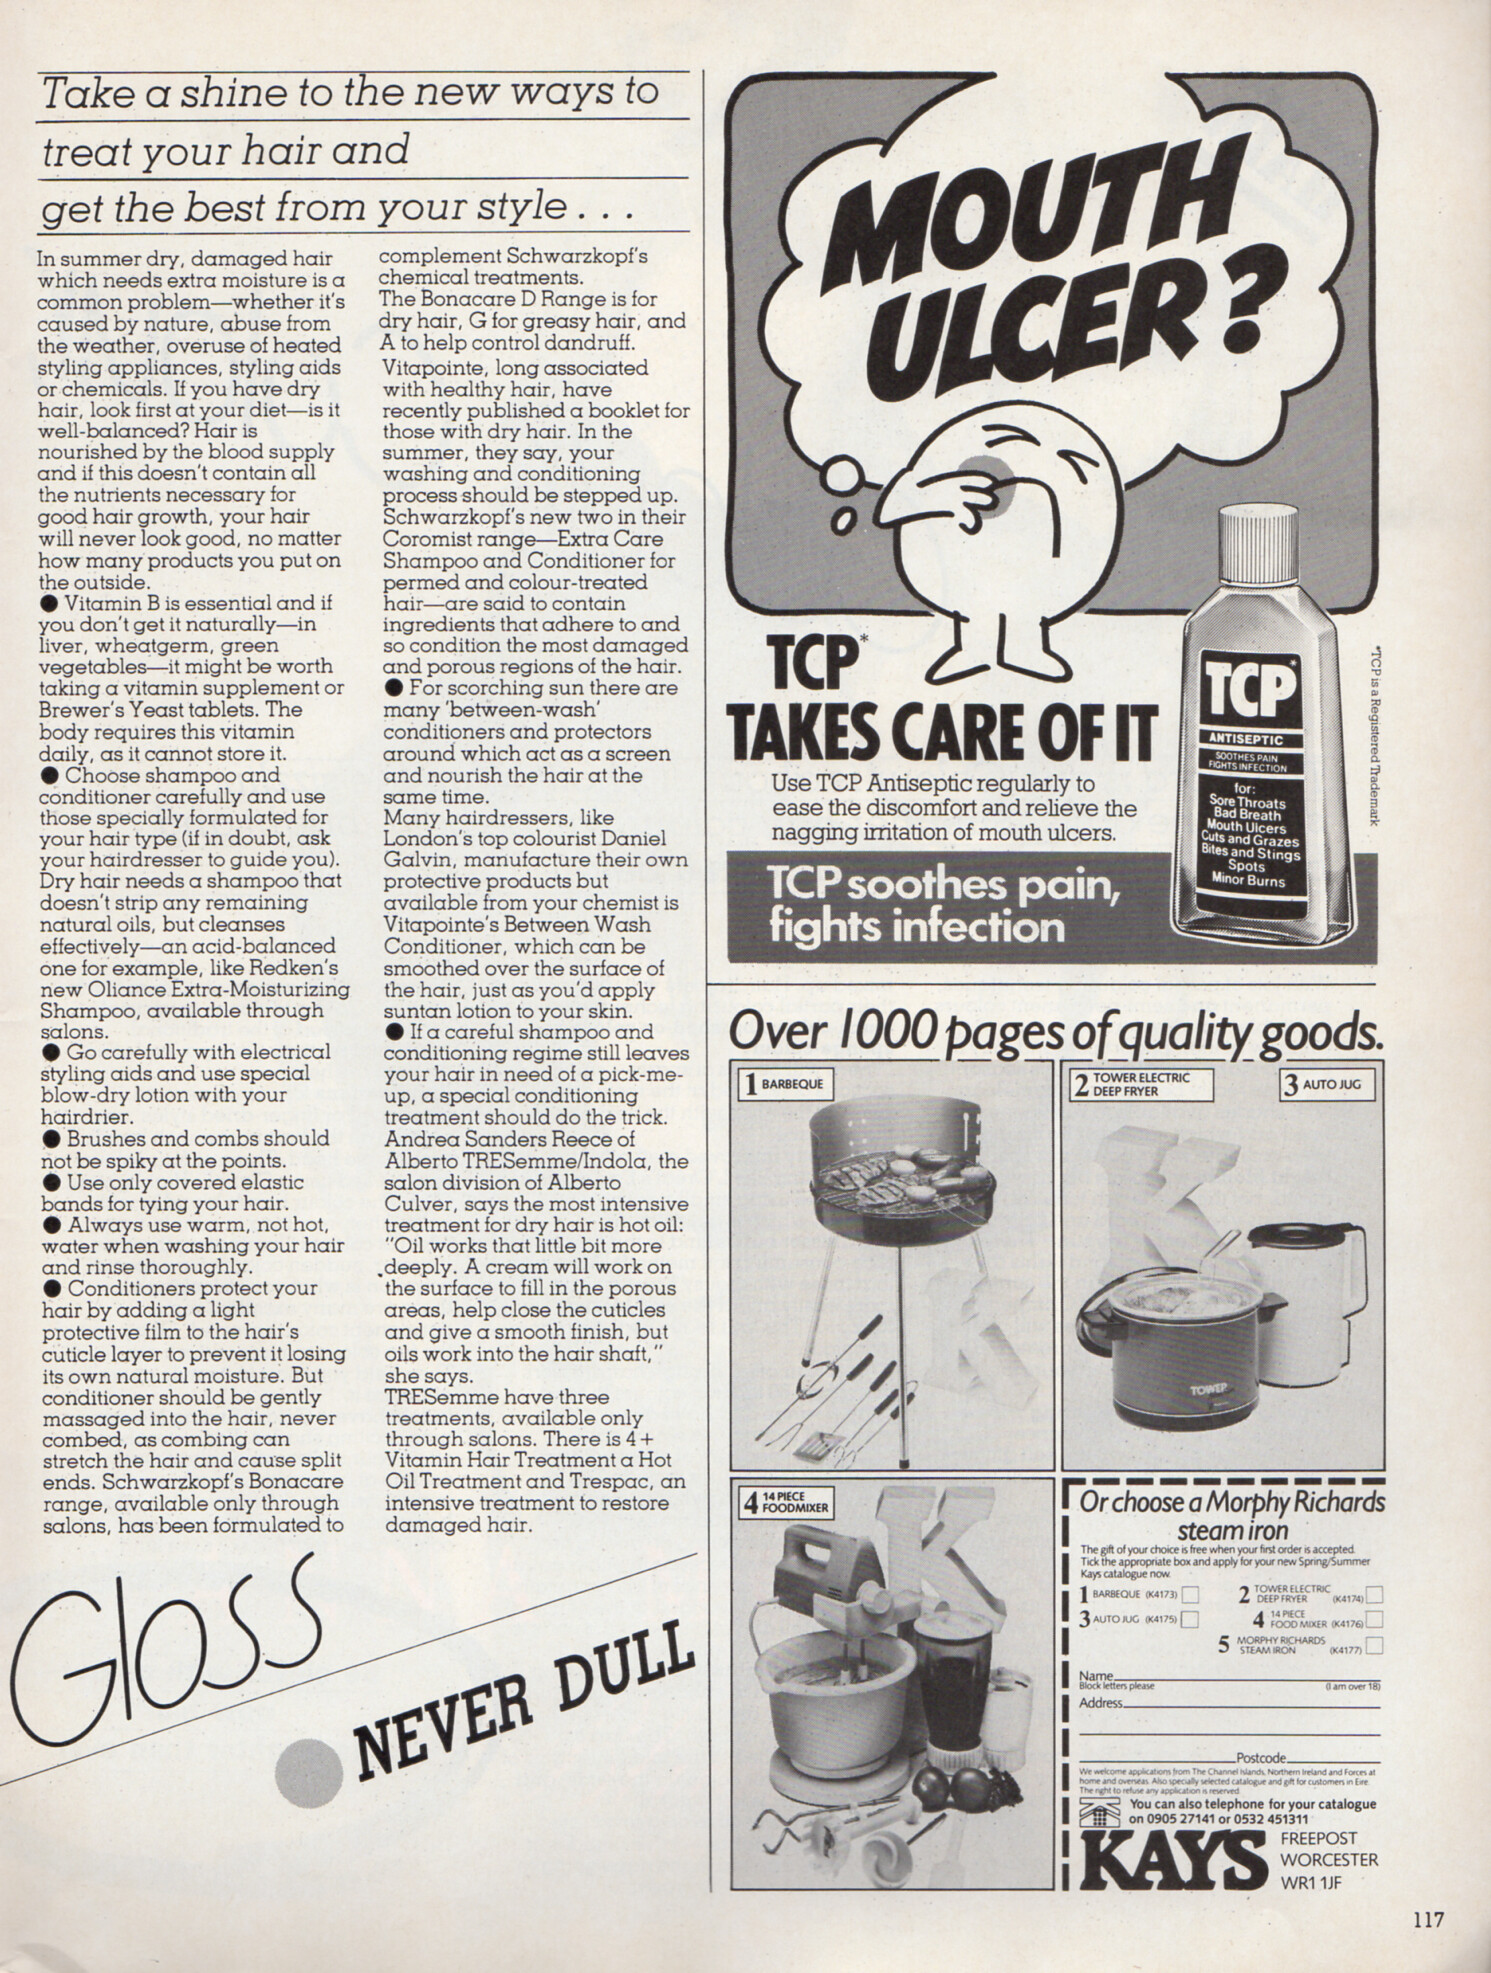 Take a shine to the new ways to
treat your hair and
get the best from your style . . .
In summer dry, damaged hair
which needs extra moisture is a
common problem—whether it's
caused by nature, abuse from
the weather, overuse of heated
styling appliances, styling aids
or chemicals. If you have dry
hair, look first at your diet—is it
well-balanced? Hair is
nourished by the blood supply
and if this doesn't contain all
the nutrients necessary for
good hair growth, your hair
will never look good, no matter
how many products you put on
the outside.
● Vitamin B is essential and if
you don't get it naturally—in
liver, wheatgerm, green
vegetables—it might be worth
taking a vitamin supplement or
Brewer's Yeast tablets. The
body requires this vitamin
daily, as it cannot store it.
● Choose shampoo and
conditioner carefully and use
those specially formulated for
your hair type (if in doubt, ask
your hairdresser to guide you).
Dry hair needs a shampoo that
doesn't strip any remaining
natural oils, but cleanses
effectively—an acid-balanced
one for example, like Redken's
new Oliance Extra-Moisturizing
Shampoo, available through
salons.
● Go carefully with electrical
styling aids and use special
blow-dry lotion with your
hairdrier.
● Brushes and combs should
not be spiky at the points.
● Use only covered elastic
bands for tying your hair.
● Always use warm, not hot,
water when washing your hair
and rinse thoroughly.
● Conditioners protect your
hair by adding a light
protective film to the hair's
cuticle layer to prevent it losing
its own natural moisture. But
conditioner should be gently
massaged into the hair, never
combed, as combing can
stretch the hair and cause split
ends. Schwarzkopf's Bonacare
range, available only through
salons, has been formulated to
complement Schwarzkopf's
chemical treatments.
The Bonacare D Range is for
dry hair, G for greasy hair, and
A to help control dandruff.
Vitapointe, long associated
with healthy hair, have
recently published a booklet for
those with dry hair. In the
summer, they say, your
washing and conditioning
process should be stepped up.
Schwarzkopf's new two in their
Coromist range—Extra Care
Shampoo and Conditioner for
permed and colour-treated
hair—are said to contain
ingredients that adhere to and
so condition the most damaged
and porous regions of the hair.
● For scorching sun there are
many 'between-wash'
conditioners and protectors
around which act as a screen
and nourish the hair at the
same time.
Many hairdressers, like
London's top colourist Daniel
Galvin, manufacture their own
protective products but
available from your chemist is
Vitapointe's Between Wash
Conditioner, which can be
smoothed over the surface of
the hair, just as you'd apply
suntan lotion to your skin.
● If a careful shampoo and
conditioning regime still leaves
your hair in need of a pick-me-
up, a special conditioning
treatment should do the trick.
Andrea Sanders Reece of
Alberto TRESemme/Indola, the
salon division of Alberto
Culver, says the most intensive
treatment for dry hair is hot oil:
"Oil works that little bit more
deeply. A cream will work on
the surface to fill in the porous
areas, help close the cuticles
and give a smooth finish, but
oils work into the hair shaft,"
she says.
TRESemme have three
treatments, available only
through salons. There is 4+
Vitamin Hair Treatment a Hot
Oil Treatment and Trespac, an
intensive treatment to restore
damaged hair.
Gloss
NEVER DULL
MOUTH
ULCER?
TCP*
TAKES CARE OF IT
Use TCP Antiseptic regularly to
ease the discomfort and relieve the
nagging irritation of mouth ulcers.
TCP soothes pain,
fights infection
TCP*
ANTISEPTIC
SOOTHES PAIN
FIGHTS INFECTION
for:
Sore Throats
Bad Breath
Mouth Ulcers
Cuts and Grazes
Bites and Stings
Spots
Minor Burns
*TCP is a Registered Trademark
Over 1000 pages of quality goods.
1 BARBEQUE
2 TOWER ELECTRIC
DEEP FRYER
3 AUTO JUG
TOWER
4 14 PIECE
FOODMIXER
K
Or choose a Morphy Richards
steam iron
The gift of your choice is free when your first order is accepted.
Tick the appropriate box and apply for your new Spring/Summer
Kays catalogue now.
1 BARBEQUE (K4173)
2 TOWER ELECTRIC
DEEP FRYER (K4174)
3 AUTO JUG (K4175)
4 14 PIECE
FOOD MIXER (K4176)
5 MORPHY RICHARDS
STEAM IRON (K4177)
Name
Block letters please (I am over 18)
Address
Postcode
We welcome applications from The Channel Islands, Northern Ireland and Forces at
home and overseas. Also specially selected catalogue and gift for customers in Eire.
The right to refuse any application is reserved.
You can also telephone for your catalogue
on 0905 27141 or 0532 451311
KAYS
FREEPOST
WORCESTER
WR1 1JF
117